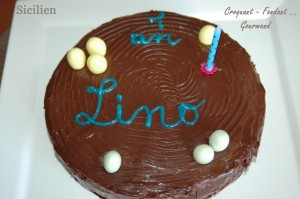 Sicilien
Croquant - Fondant ...
Gourmand
1 an
Lino